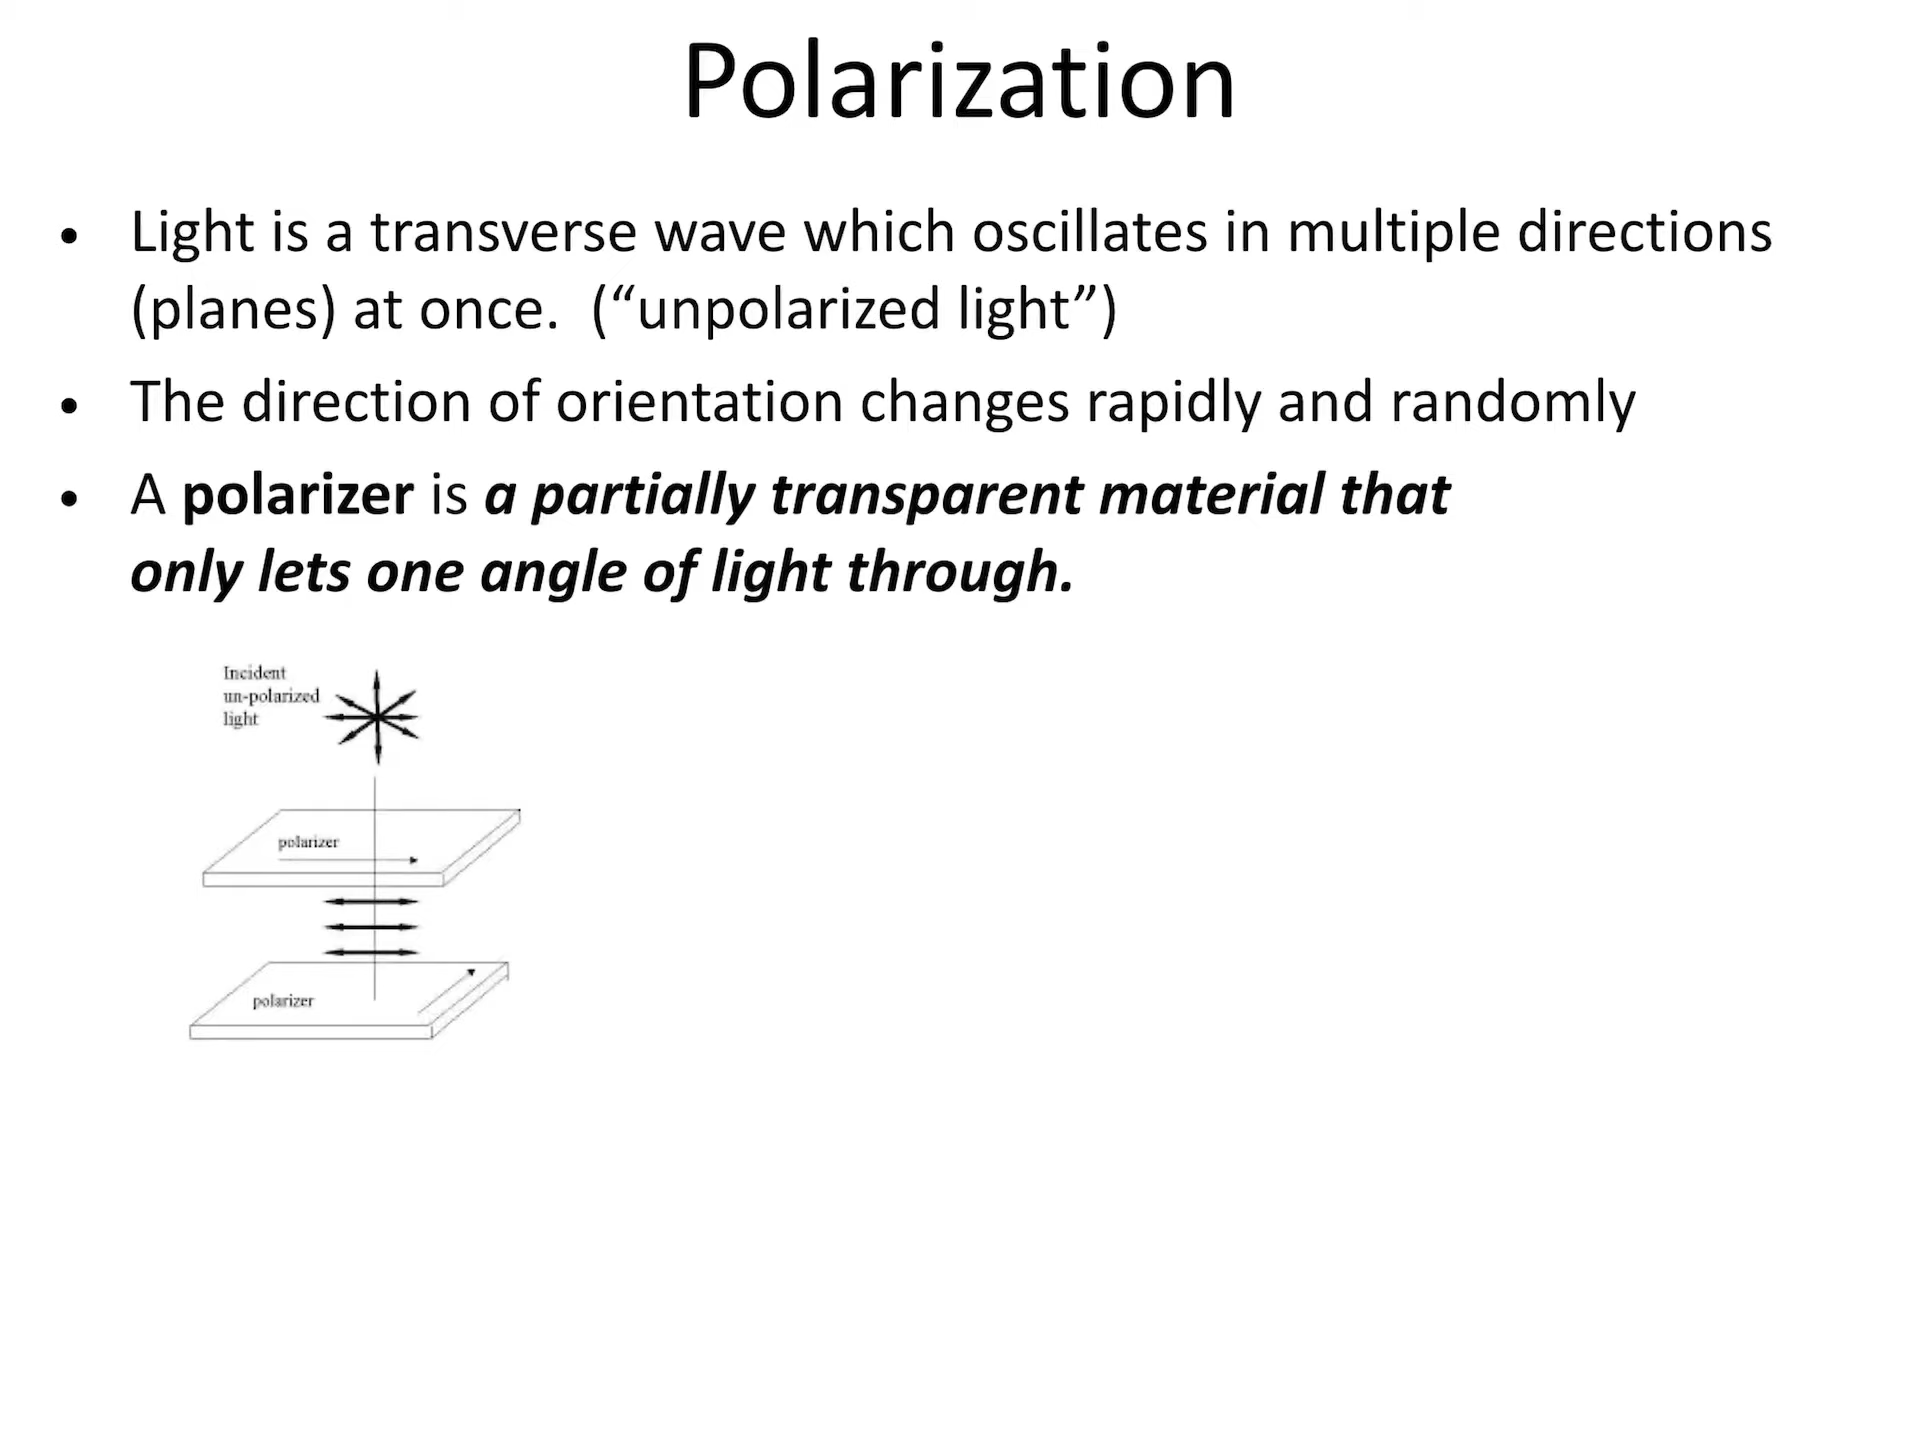 Polarization
• Light is a transverse wave which oscillates in multiple directions
(planes) at once. (“unpolarized light”)
• The direction of orientation changes rapidly and randomly
• A polarizer is a partially transparent material that
only lets one angle of light through.
Incident
un-polarized
light
polarizer
polarizer